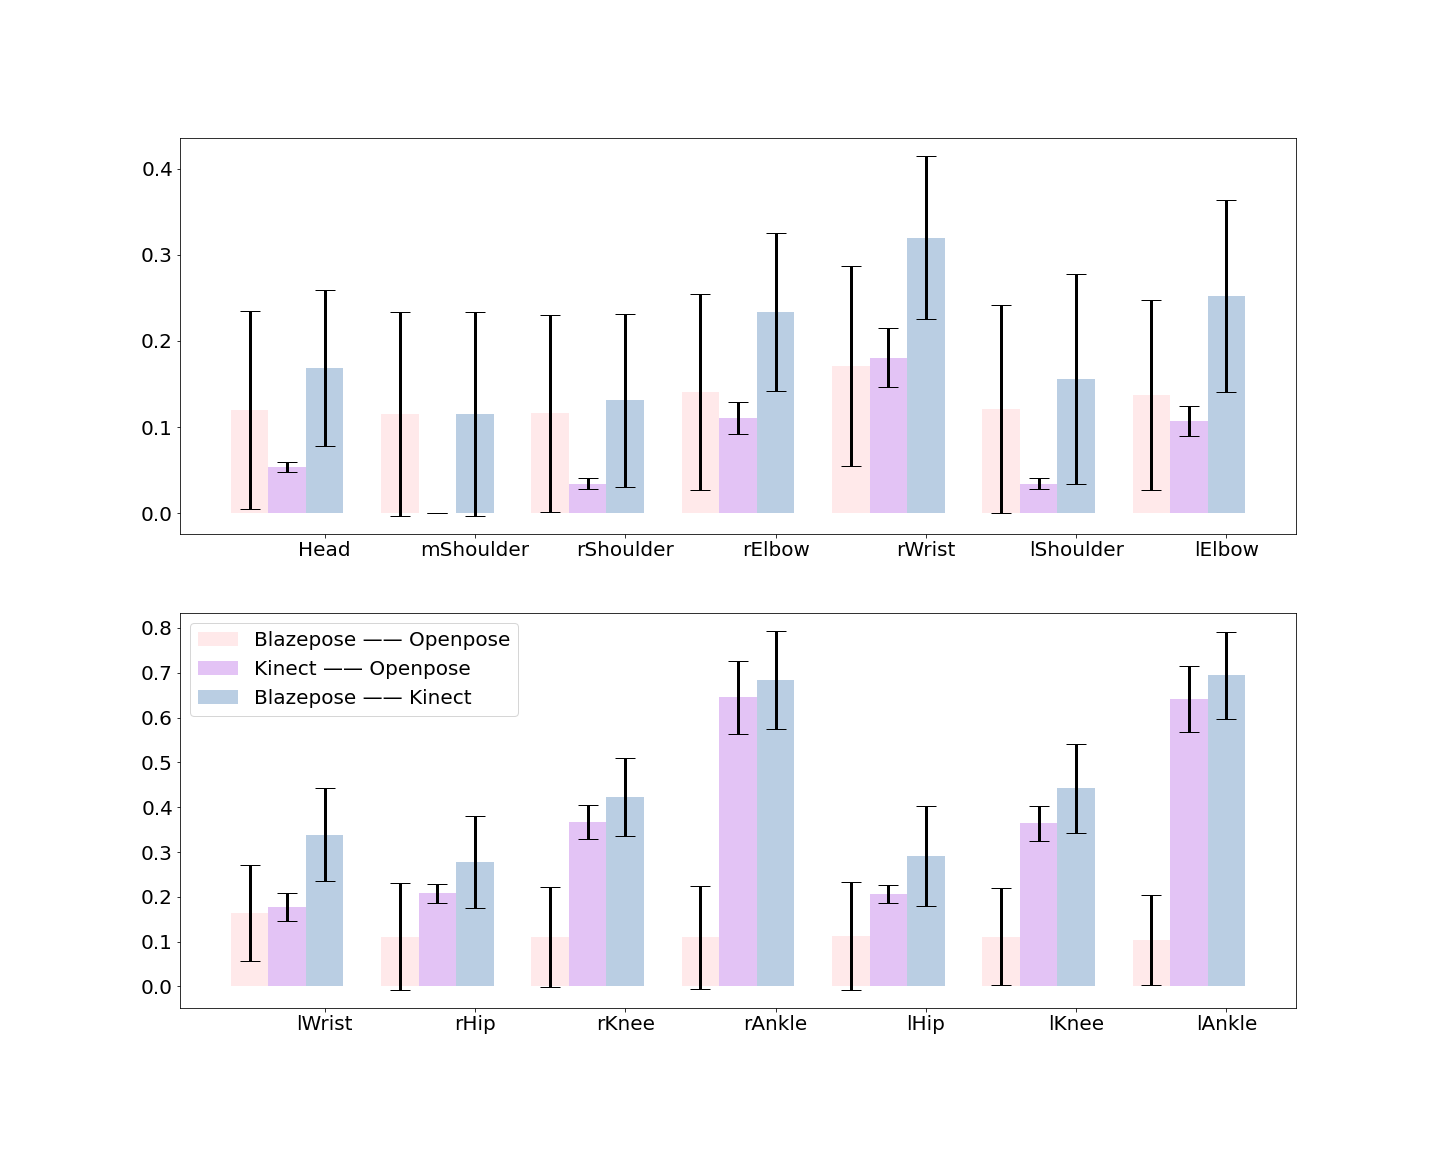 0.4
0.3
0.2
0.1
0.0
Head mShoulder rShoulder rElbow rWrist lShoulder lElbow
0.8
0.7
0.6
0.5
0.4
0.3
0.2
0.1
0.0
Blazepose —— Openpose
Kinect —— Openpose
Blazepose —— Kinect
lWrist rHip rKnee rAnkle lHip lKnee lAnkle